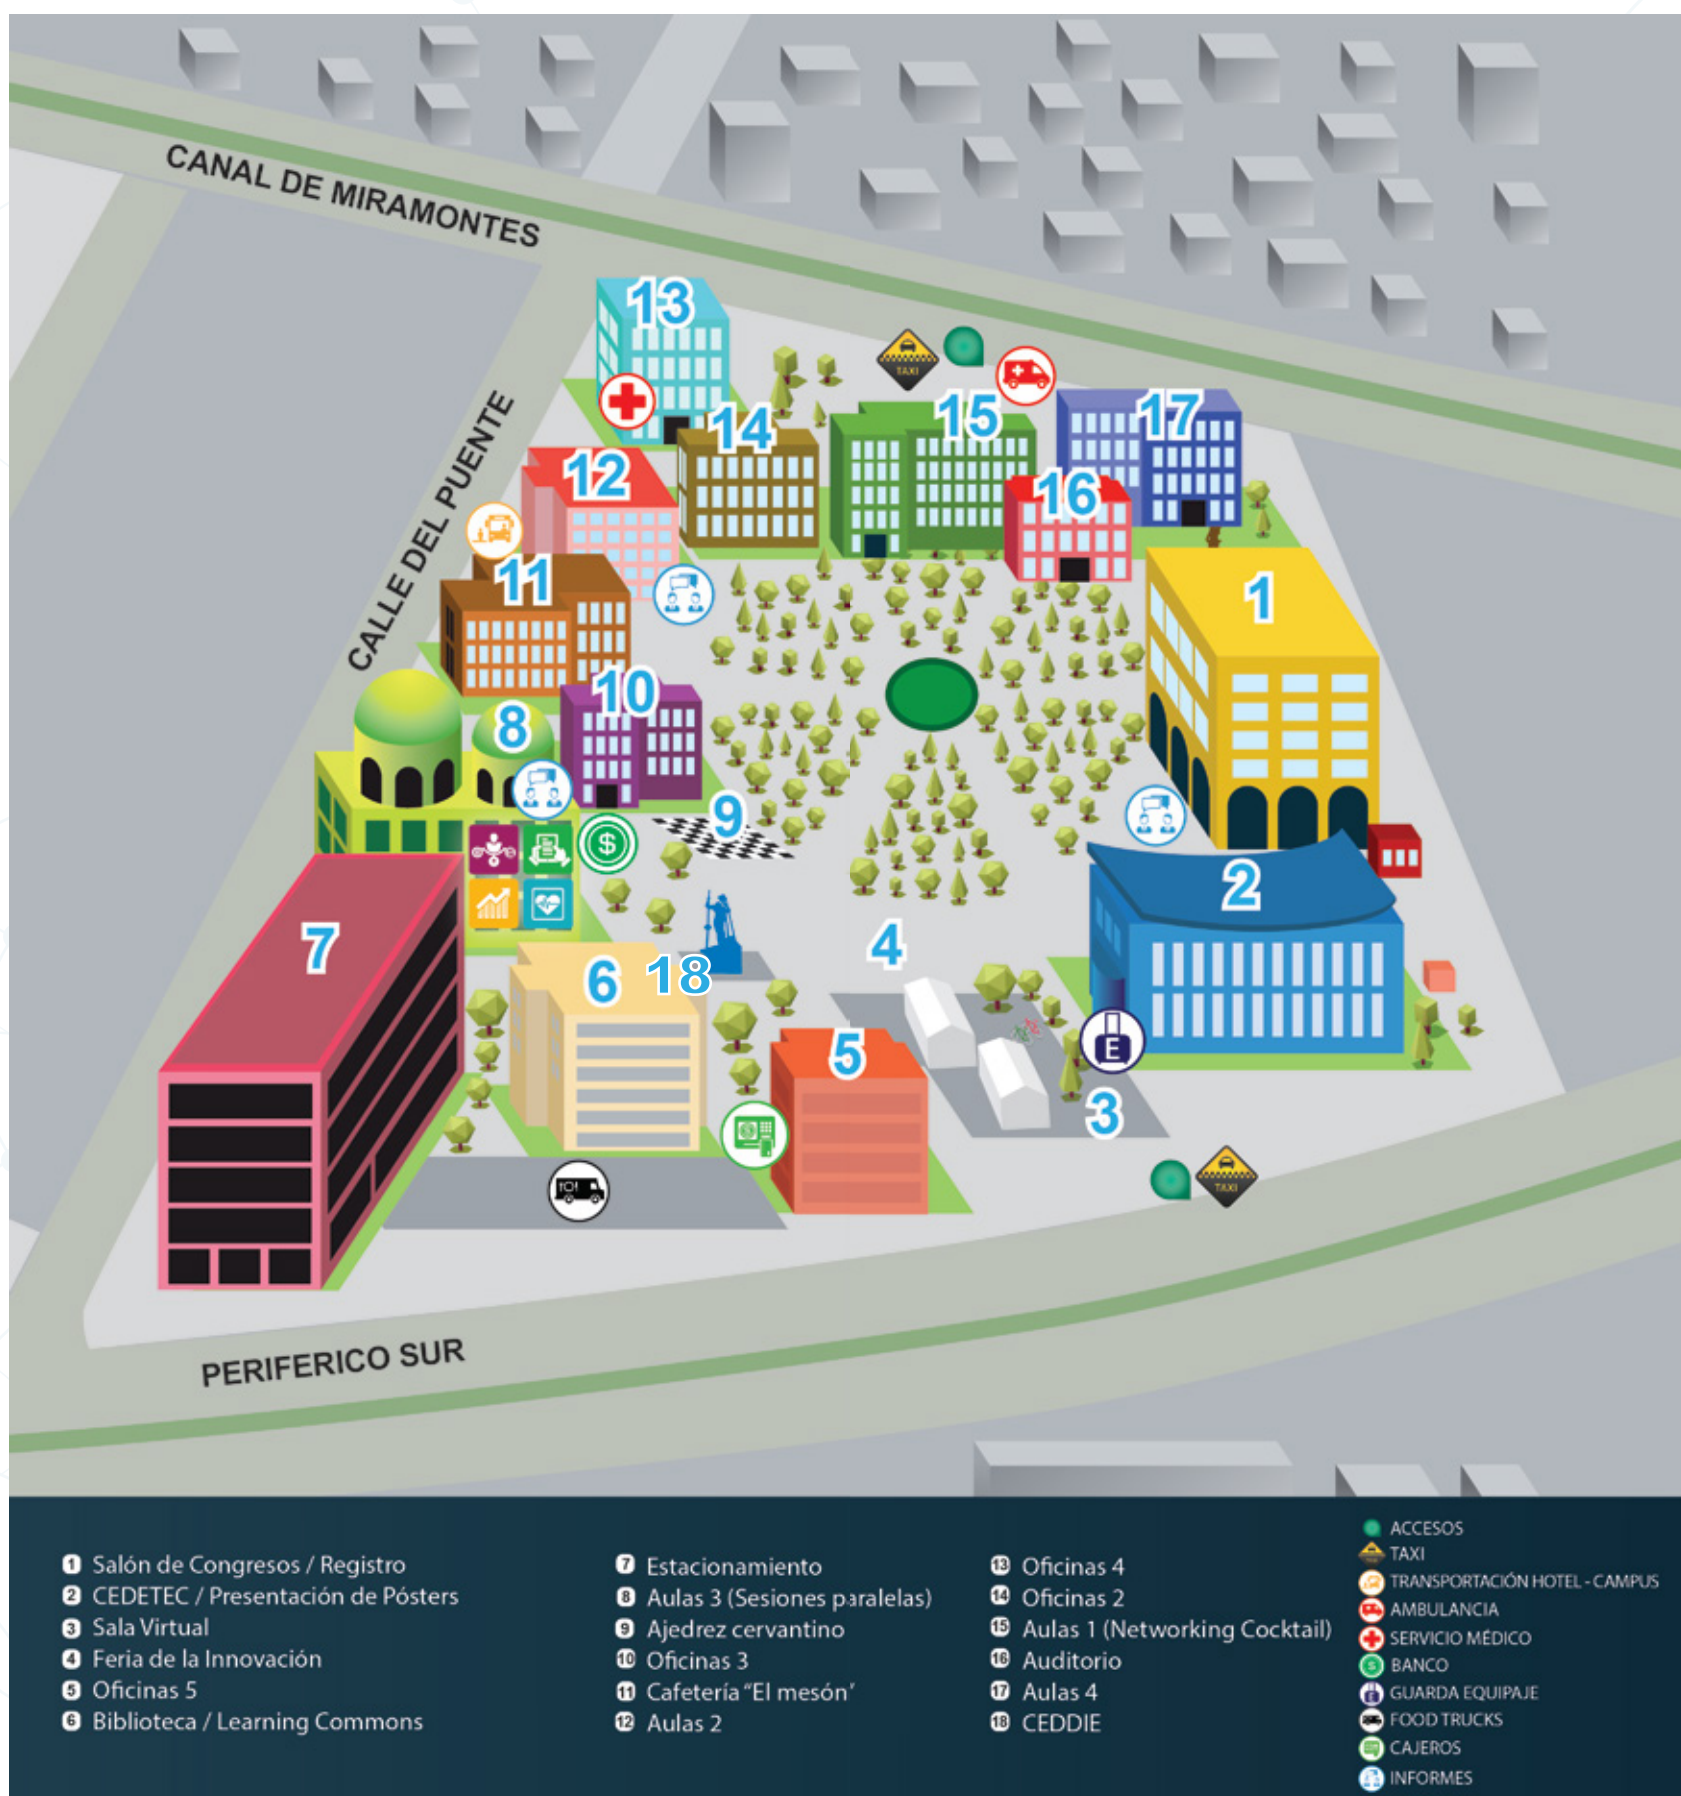 CANAL DE MIRAMONTES
13
TAXI
14
15
17
12
16
CALLE DEL PUENTE
11
1
10
8
9
$
2
7
4
6
18
5
E
3
TAXI
PERIFERICO SUR
1 Salón de Congresos / Registro
2 CEDETEC / Presentación de Pósters
3 Sala Virtual
4 Feria de la Innovación
5 Oficinas 5
6 Biblioteca / Learning Commons
7 Estacionamiento
8 Aulas 3 (Sesiones paralelas)
9 Ajedrez cervantino
10 Oficinas 3
11 Cafetería "El mesón'
12 Aulas 2
13 Oficinas 4
14 Oficinas 2
15 Aulas 1 (Networking Cocktail)
16 Auditorio
17 Aulas 4
18 CEDDIE
ACCESOS
TAXI
TRANSPORTACIÓN HOTEL - CAMPUS
AMBULANCIA
SERVICIO MÉDICO
$ BANCO
E GUARDA EQUIPAJE
FOOD TRUCKS
CAJEROS
INFORMES